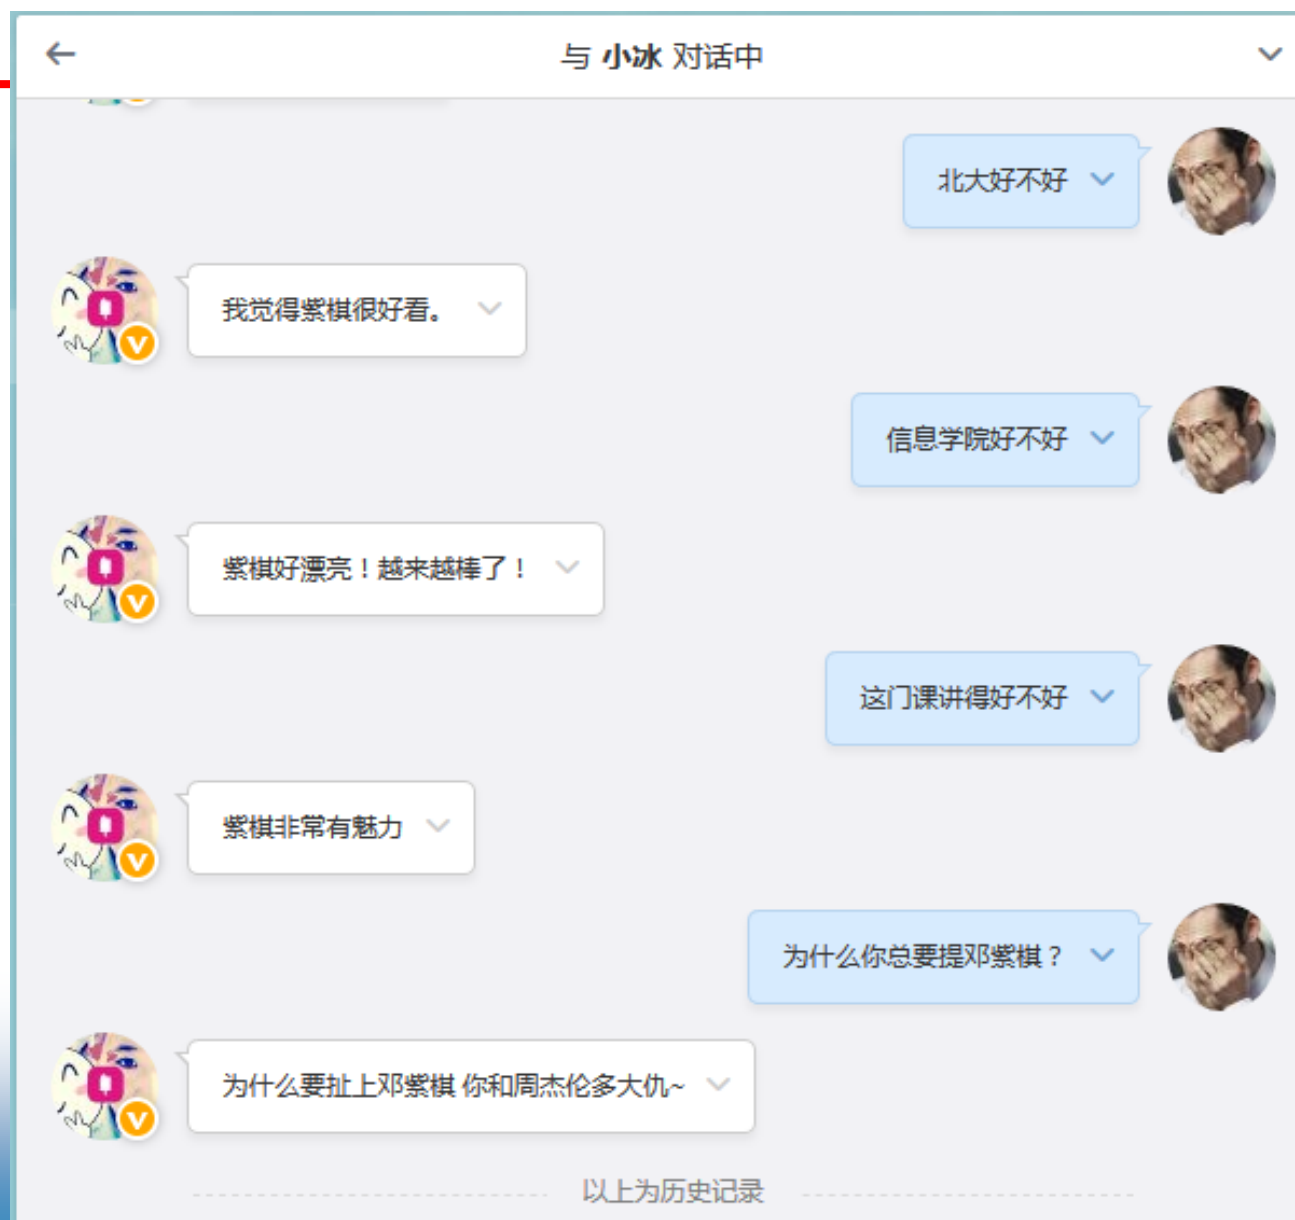 与 小冰 对话中
北大好不好
我觉得紫棋很好看。
信息学院好不好
紫棋好漂亮！越来越棒了！
这门课讲得好不好
紫棋非常有魅力
为什么你总要提邓紫棋？
为什么要扯上邓紫棋 你和周杰伦多大仇~
以上为历史记录